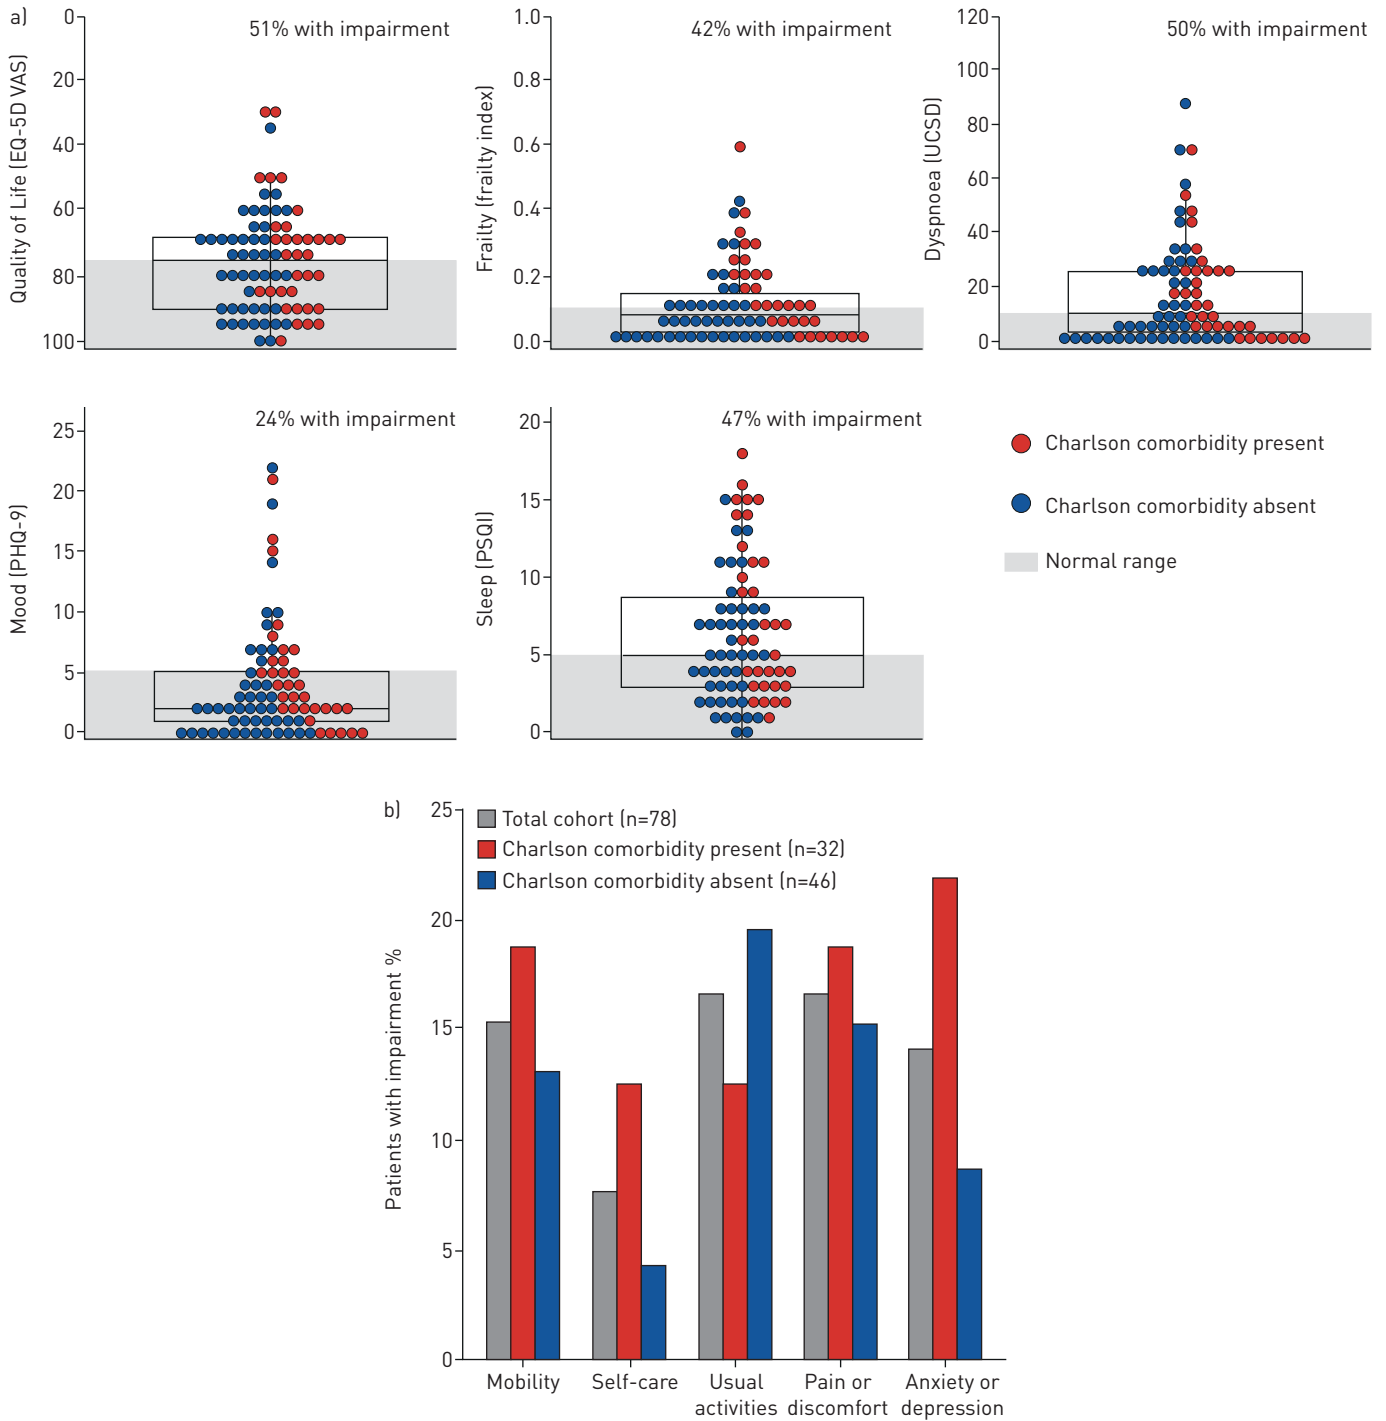 a)
Quality of Life (EQ-5D VAS)
0
20
40
60
80
100
51% with impairment
Frailty (frailty index)
1.0
0.8
0.6
0.4
0.2
0.0
42% with impairment
Dyspnoea (UCSD)
120
100
80
60
40
20
0
50% with impairment
Mood (PHQ-9)
25
20
15
10
5
0
24% with impairment
Sleep (PSQI)
20
15
10
5
0
47% with impairment
Charlson comorbidity present
Charlson comorbidity absent
Normal range
b)
Patients with impairment %
25
20
15
10
5
0
Total cohort (n=78)
Charlson comorbidity present (n=32)
Charlson comorbidity absent (n=46)
Mobility
Self-care
Usual
activities
Pain or
discomfort
Anxiety or
depression